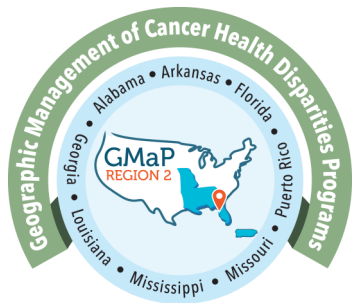 Geographic Management of Cancer Health Disparities Programs
Georgia • Alabama • Arkansas • Florida • Puerto Rico
Louisiana • Mississippi • Missouri
GMaP
REGION 2